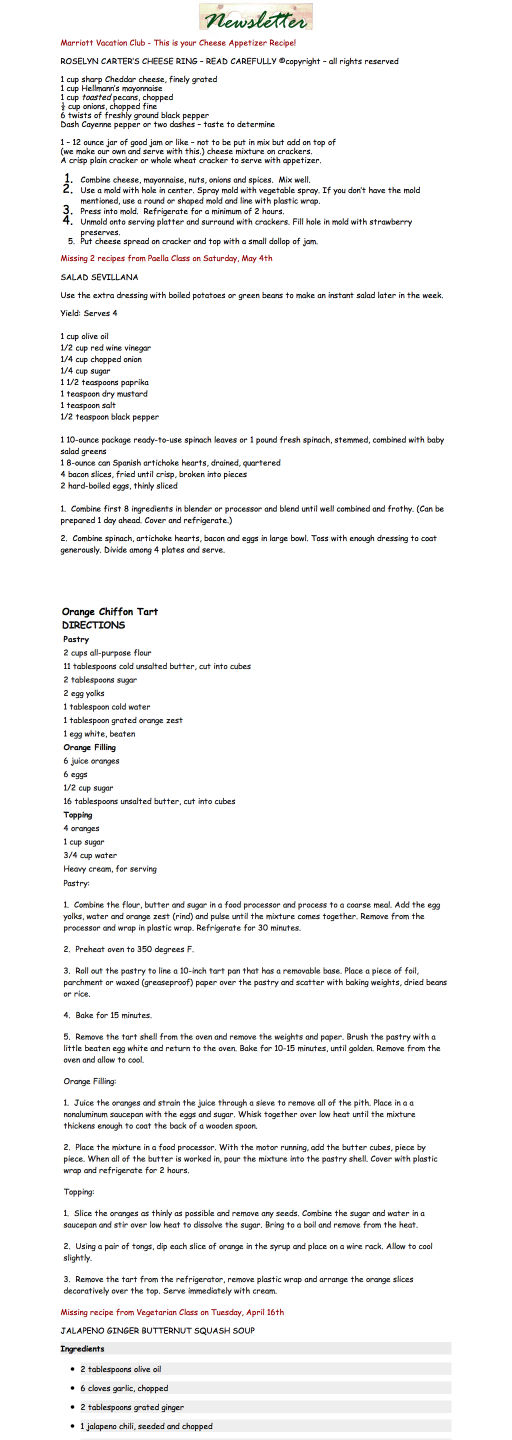 Newsletter
Marriott Vacation Club - This is your Cheese Appetizer Recipe!
ROSELYN CARTER'S CHEESE RING – READ CAREFULLY ©copyright – all rights reserved
1 cup sharp Cheddar cheese, finely grated
1 cup Hellmann's mayonnaise
1 cup toasted pecans, chopped
½ cup onions, chopped fine
6 twists of freshly ground black pepper
Dash Cayenne pepper or two dashes – taste to determine
1 – 12 ounce jar of good jam or like – not to be put in mix but add on top of
(we make our own and serve with this.) cheese mixture on crackers.
A crisp plain cracker or whole wheat cracker to serve with appetizer.
1. Combine cheese, mayonnaise, nuts, onions and spices. Mix well.
2. Use a mold with hole in center. Spray mold with vegetable spray. If you don't have the mold
mentioned, use a round or shaped mold and line with plastic wrap.
3. Press into mold. Refrigerate for a minimum of 2 hours.
4. Unmold onto serving platter and surround with crackers. Fill hole in mold with strawberry
preserves.
5. Put cheese spread on cracker and top with a small dollop of jam.
Missing 2 recipes from Paella Class on Saturday, May 4th
SALAD SEVILLANA
Use the extra dressing with boiled potatoes or green beans to make an instant salad later in the week.
Yield: Serves 4
1 cup olive oil
1/2 cup red wine vinegar
1/4 cup chopped onion
1/4 cup sugar
1 1/2 teaspoons paprika
1 teaspoon dry mustard
1 teaspoon salt
1/2 teaspoon black pepper
1 10-ounce package ready-to-use spinach leaves or 1 pound fresh spinach, stemmed, combined with baby
salad greens
1 8-ounce can Spanish artichoke hearts, drained, quartered
4 bacon slices, fried until crisp, broken into pieces
2 hard-boiled eggs, thinly sliced
1. Combine first 8 ingredients in blender or processor and blend until well combined and frothy. (Can be
prepared 1 day ahead. Cover and refrigerate.)
2. Combine spinach, artichoke hearts, bacon and eggs in large bowl. Toss with enough dressing to coat
generously. Divide among 4 plates and serve.
Orange Chiffon Tart
DIRECTIONS
Pastry
2 cups all-purpose flour
11 tablespoons cold unsalted butter, cut into cubes
2 tablespoons sugar
2 egg yolks
1 tablespoon cold water
1 tablespoon grated orange zest
1 egg white, beaten
Orange Filling
6 juice oranges
6 eggs
1/2 cup sugar
16 tablespoons unsalted butter, cut into cubes
Topping
4 oranges
1 cup sugar
3/4 cup water
Heavy cream, for serving
Pastry:
1. Combine the flour, butter and sugar in a food processor and process to a coarse meal. Add the egg
yolks, water and orange zest (rind) and pulse until the mixture comes together. Remove from the
processor and wrap in plastic wrap. Refrigerate for 30 minutes.
2. Preheat oven to 350 degrees F.
3. Roll out the pastry to line a 10-inch tart pan that has a removable base. Place a piece of foil,
parchment or waxed (greaseproof) paper over the pastry and scatter with baking weights, dried beans
or rice.
4. Bake for 15 minutes.
5. Remove the tart shell from the oven and remove the weights and paper. Brush the pastry with a
little beaten egg white and return to the oven. Bake for 10-15 minutes, until golden. Remove from the
oven and allow to cool.
Orange Filling:
1. Juice the oranges and strain the juice through a sieve to remove all of the pith. Place in a a
nonaluminum saucepan with the eggs and sugar. Whisk together over low heat until the mixture
thickens enough to coat the back of a wooden spoon.
2. Place the mixture in a food processor. With the motor running, add the butter cubes, piece by
piece. When all of the butter is worked in, pour the mixture into the pastry shell. Cover with plastic
wrap and refrigerate for 2 hours.
Topping:
1. Slice the oranges as thinly as possible and remove any seeds. Combine the sugar and water in a
saucepan and stir over low heat to dissolve the sugar. Bring to a boil and remove from the heat.
2. Using a pair of tongs, dip each slice of orange in the syrup and place on a wire rack. Allow to cool
slightly.
3. Remove the tart from the refrigerator, remove plastic wrap and arrange the orange slices
decoratively over the top. Serve immediately with cream.
Missing recipe from Vegetarian Class on Tuesday, April 16th
JALAPENO GINGER BUTTERNUT SQUASH SOUP
Ingredients
• 2 tablespoons olive oil
• 6 cloves garlic, chopped
• 2 tablespoons grated ginger
• 1 jalapeno chili, seeded and chopped